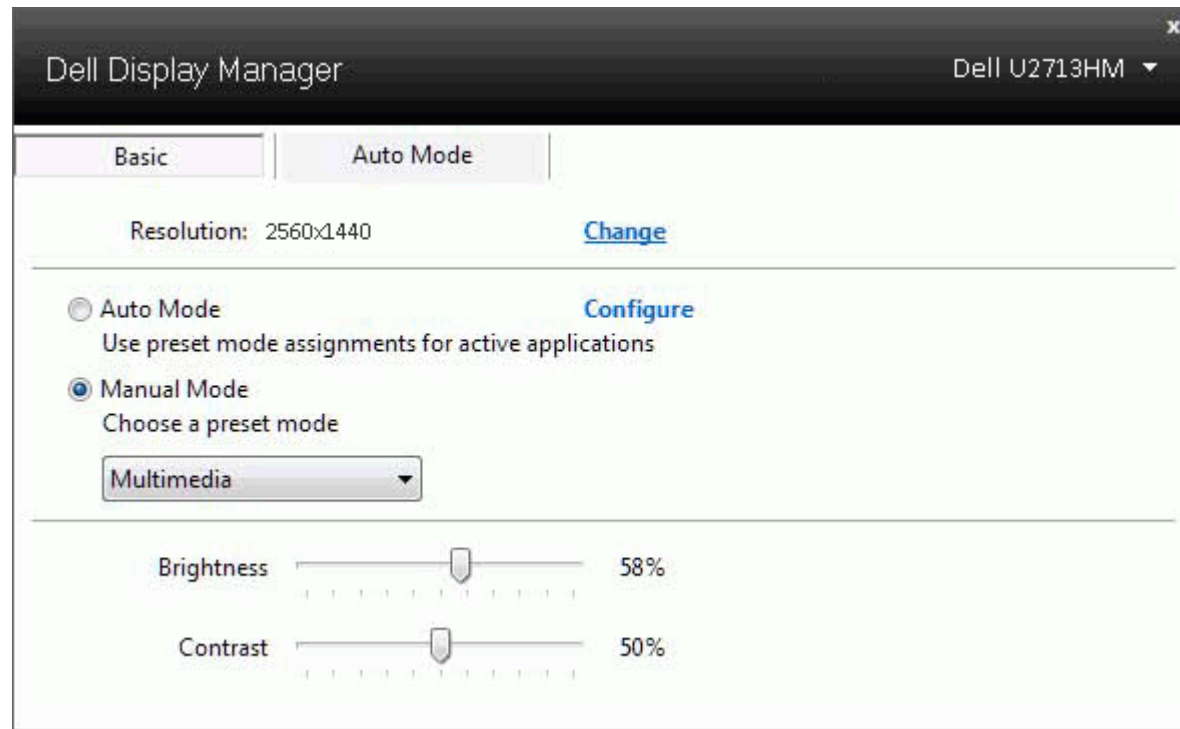 x
Dell Display Manager Dell U2713HM
Basic Auto Mode
Resolution: 2560x1440 Change
Auto Mode Configure
Use preset mode assignments for active applications
Manual Mode
Choose a preset mode
Multimedia
Brightness 58%
Contrast 50%